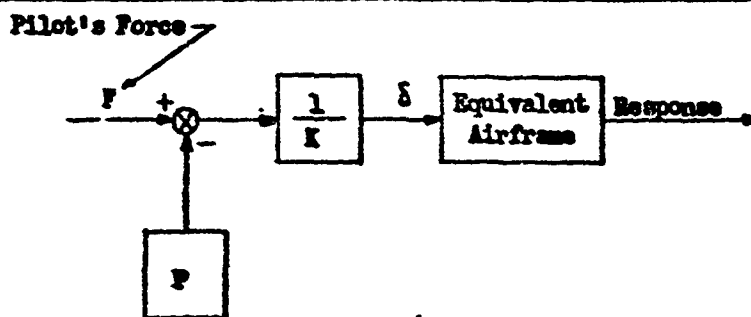 Pilot's Force
F
+
1
K
δ
Equivalent
Airframe
Response
-
P